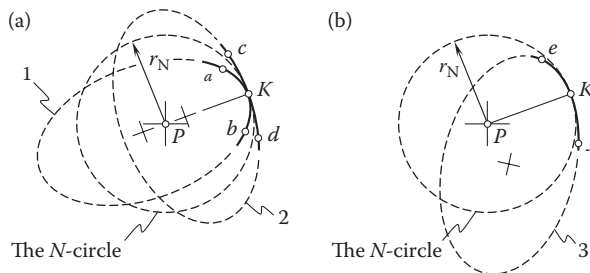 (a)
c
1
r_N
a
K
P
b
d
2
The N-circle
(b)
e
r_N
K
P
The N-circle
3